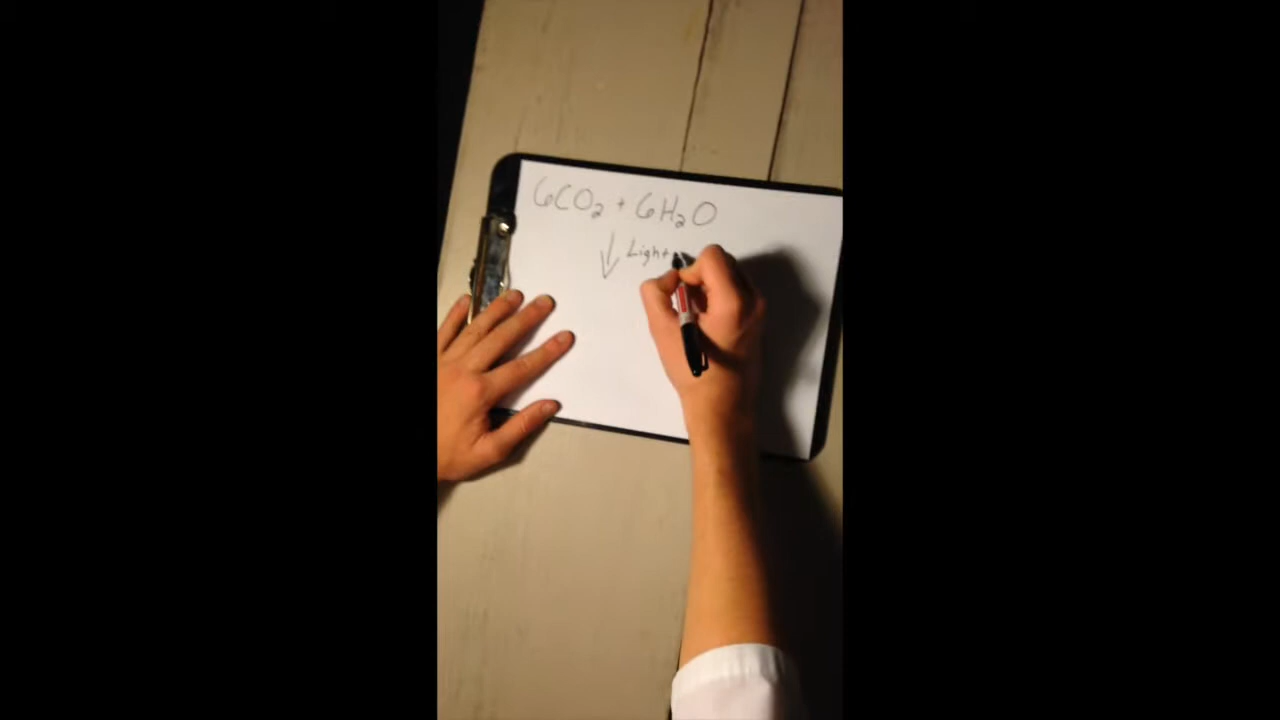 6CO₂ + 6H₂O
↓ Light